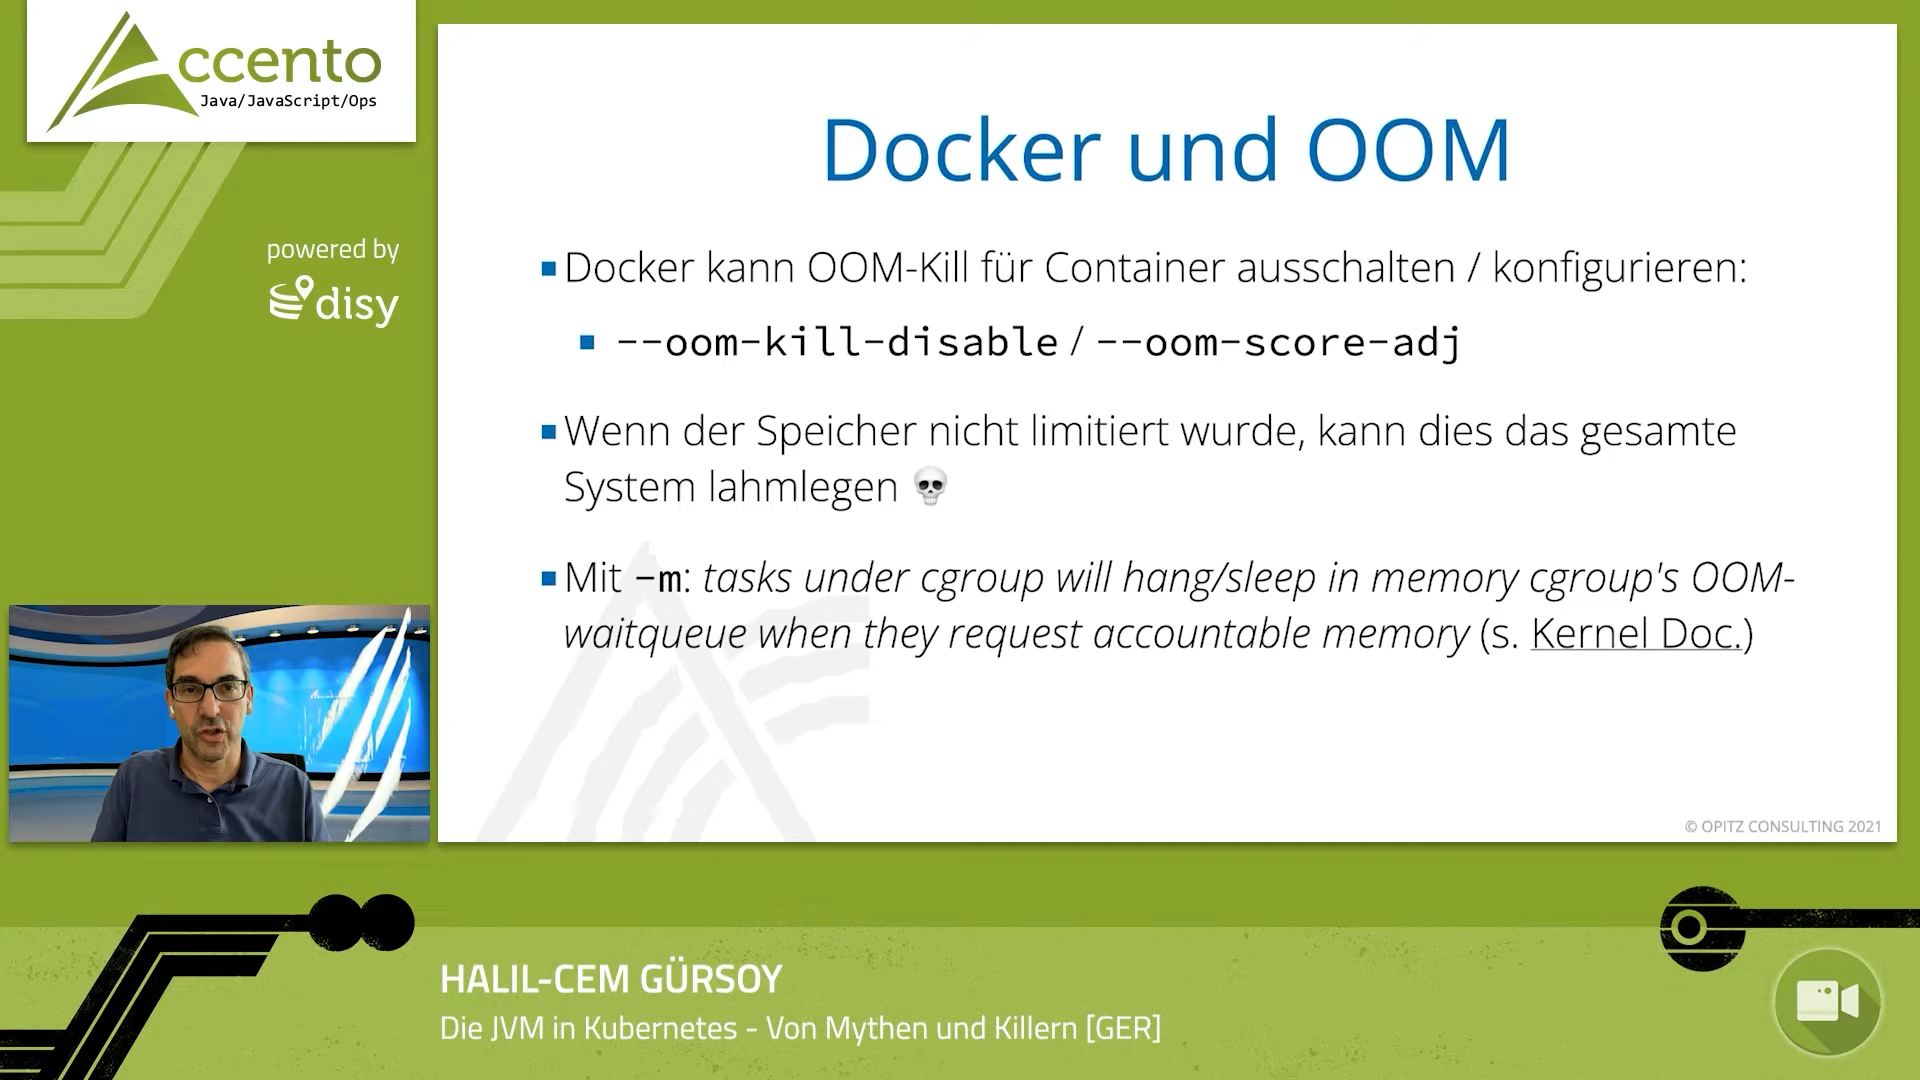 Accento
Java/JavaScript/Ops
powered by
disy
Docker und OOM
Docker kann OOM-Kill für Container ausschalten / konfigurieren:
--oom-kill-disable / --oom-score-adj
Wenn der Speicher nicht limitiert wurde, kann dies das gesamte
System lahmlegen 💀
Mit -m: tasks under cgroup will hang/sleep in memory cgroup's OOM-
waitqueue when they request accountable memory (s. Kernel Doc.)
© OPITZ CONSULTING 2021
HALIL-CEM GÜRSOY
Die JVM in Kubernetes - Von Mythen und Killern [GER]